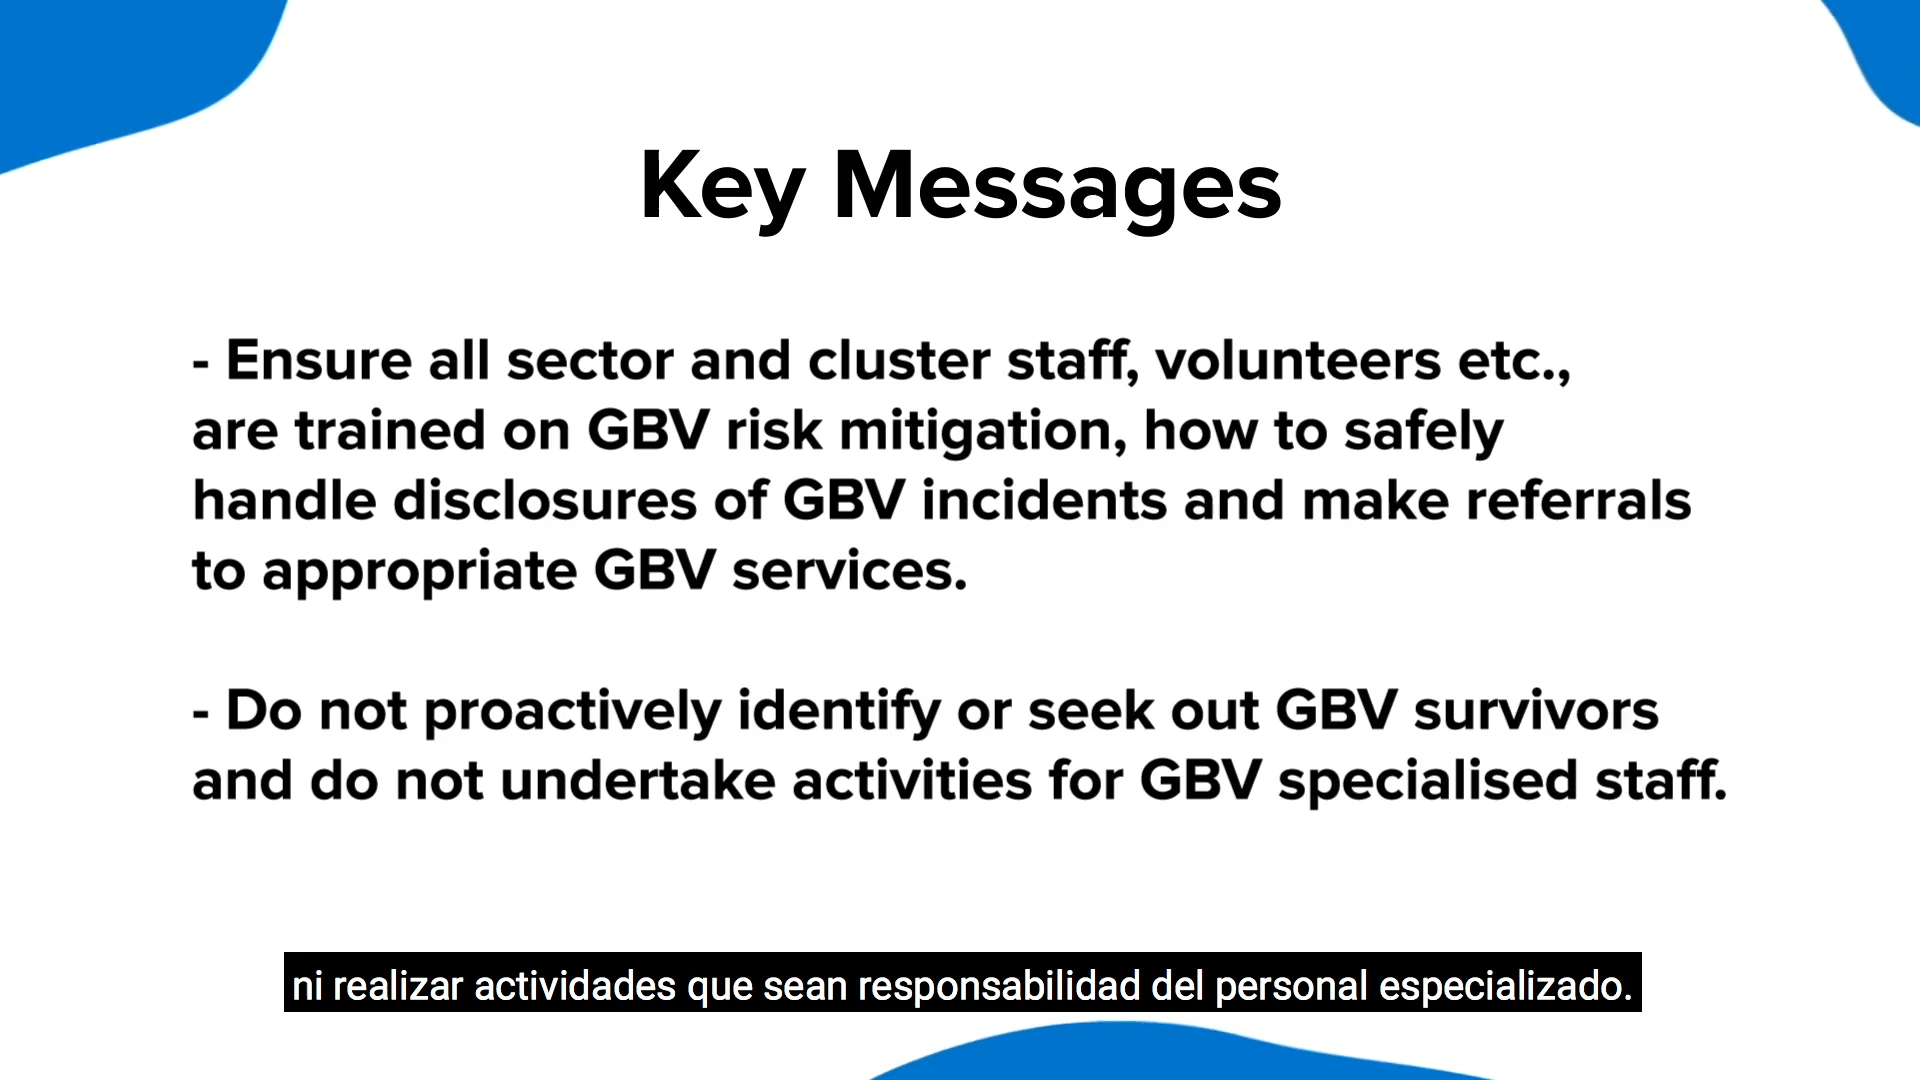 Key Messages
- Ensure all sector and cluster staff, volunteers etc.,
are trained on GBV risk mitigation, how to safely
handle disclosures of GBV incidents and make referrals
to appropriate GBV services.
- Do not proactively identify or seek out GBV survivors
and do not undertake activities for GBV specialised staff.
ni realizar actividades que sean responsabilidad del personal especializado.